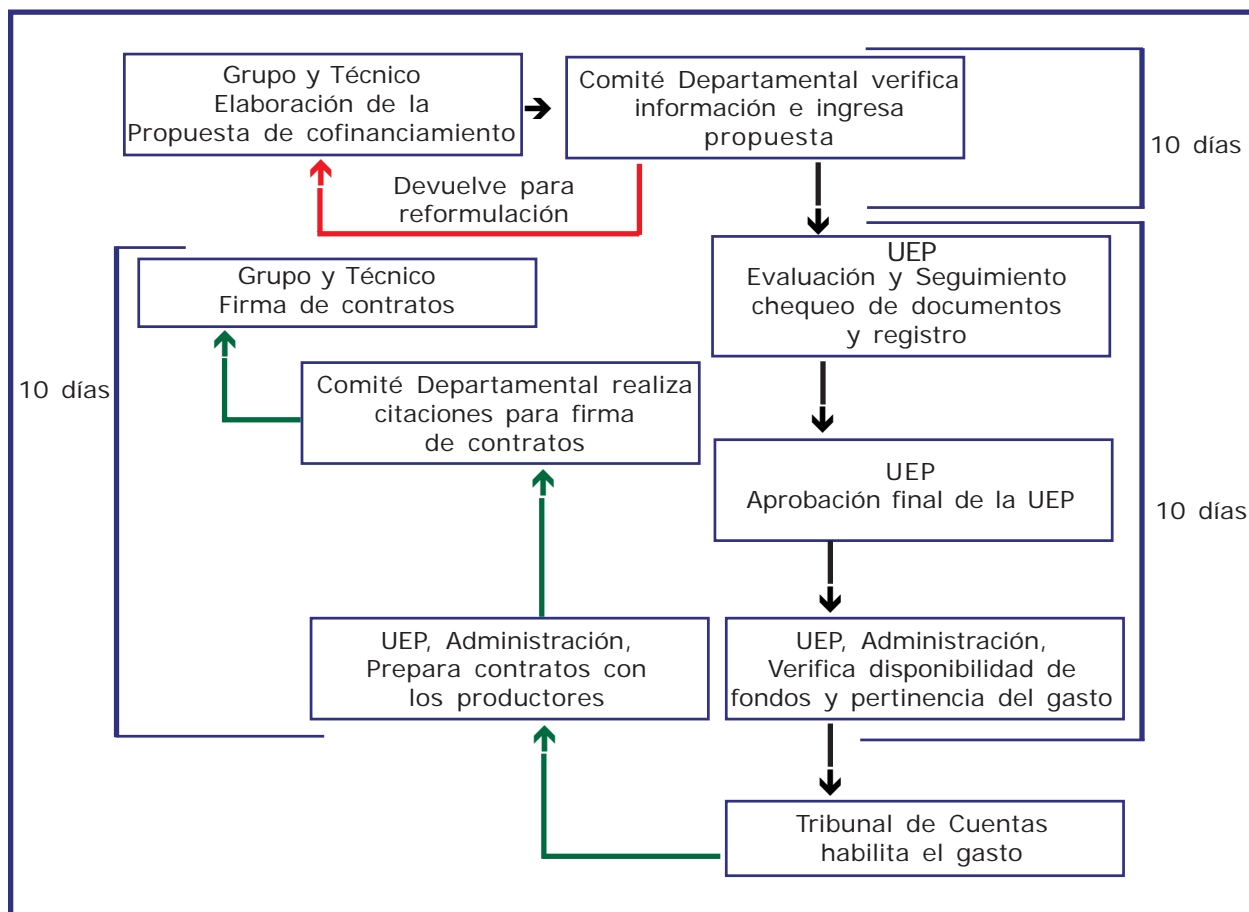 Grupo y Técnico
Elaboración de la
Propuesta de cofinanciamiento
Comité Departamental verifica
información e ingresa
propuesta
10 días
Devuelve para
reformulación
UEP
Evaluación y Seguimiento
chequeo de documentos
y registro
UEP
Aprobación final de la UEP
10 días
UEP, Administración,
Verifica disponibilidad de
fondos y pertinencia del gasto
Tribunal de Cuentas
habilita el gasto
UEP, Administración,
Prepara contratos con
los productores
Comité Departamental realiza
citaciones para firma
de contratos
Grupo y Técnico
Firma de contratos
10 días